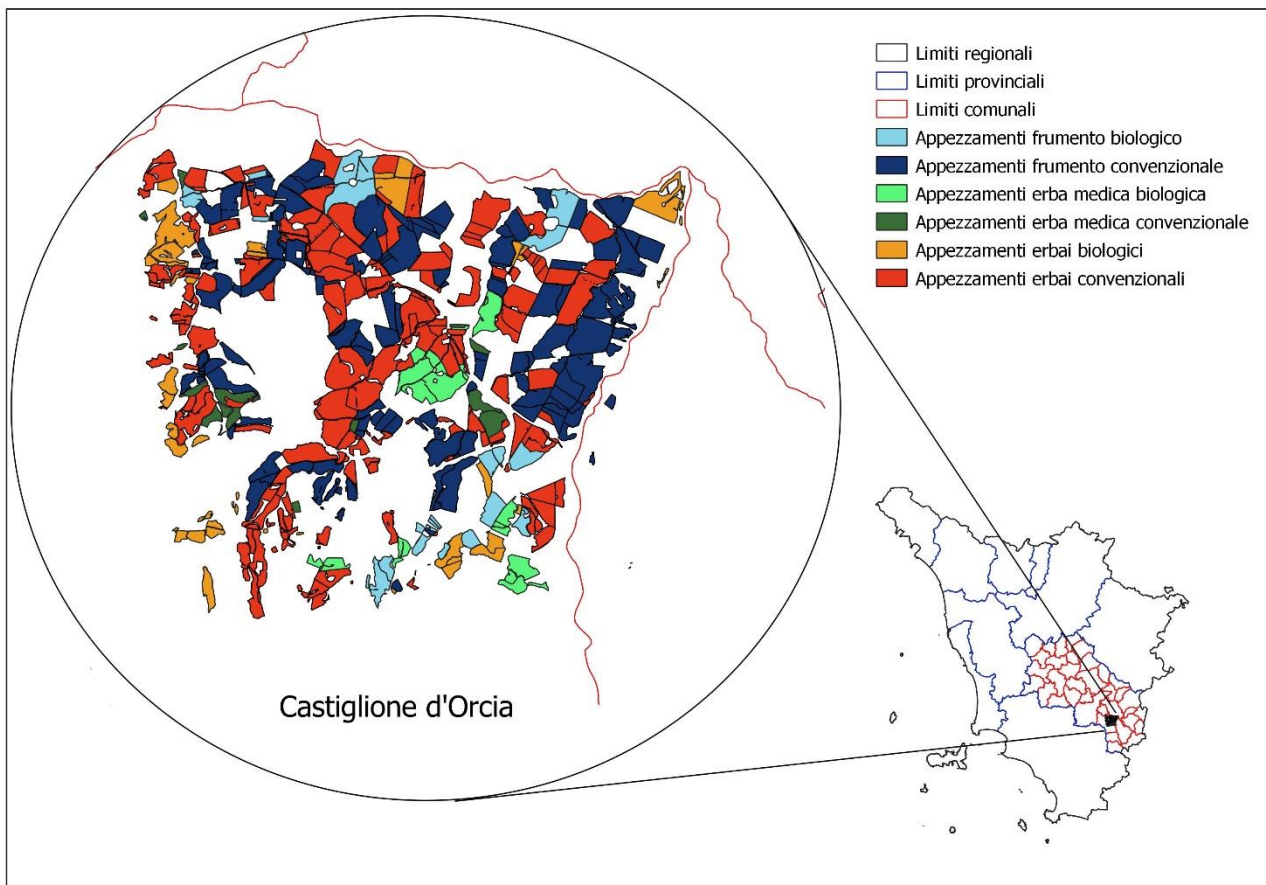 Limiti regionali
Limiti provinciali
Limiti comunali
Appezzamenti frumento biologico
Appezzamenti frumento convenzionale
Appezzamenti erba medica biologica
Appezzamenti erba medica convenzionale
Appezzamenti erbai biologici
Appezzamenti erbai convenzionali
Castiglione d'Orcia